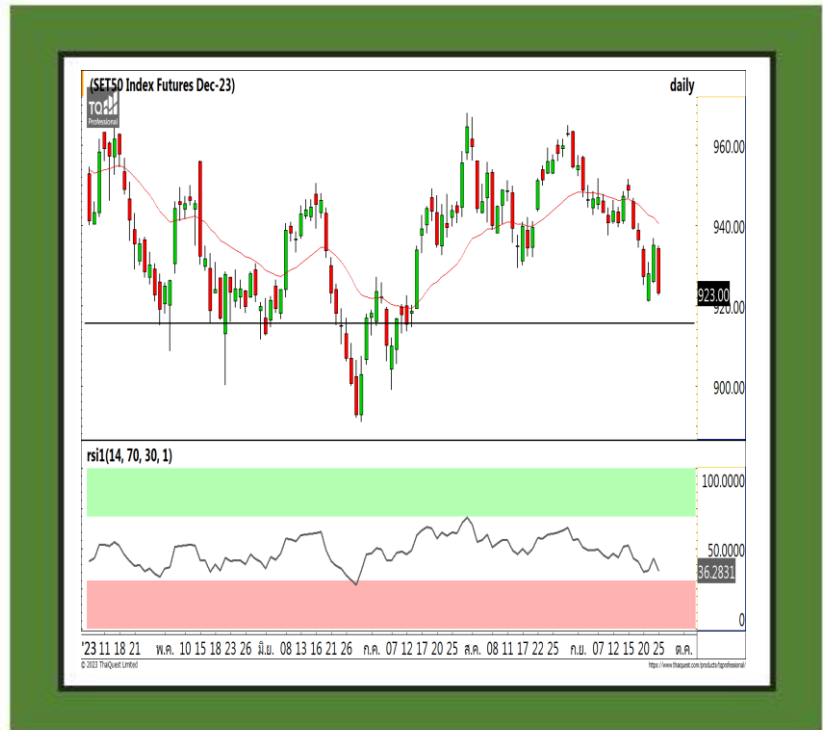 (SET50 Index Futures Dec-23) daily
TQ
Professional
960.00
940.00
923.00
920.00
900.00
rsi1(14, 70, 30, 1)
100.0000
50.0000
36.2831
0
'23 11 18 21 พ.ค. 10 15 18 23 26 มิ.ย. 08 13 16 21 26 ก.ค. 07 12 17 20 25 ส.ค. 08 11 17 22 25 ก.ย. 07 12 15 20 25 ต.ค.
© 2023 ThaiQuest Limited https://www.thaiquest.com/products/tqprofessional/